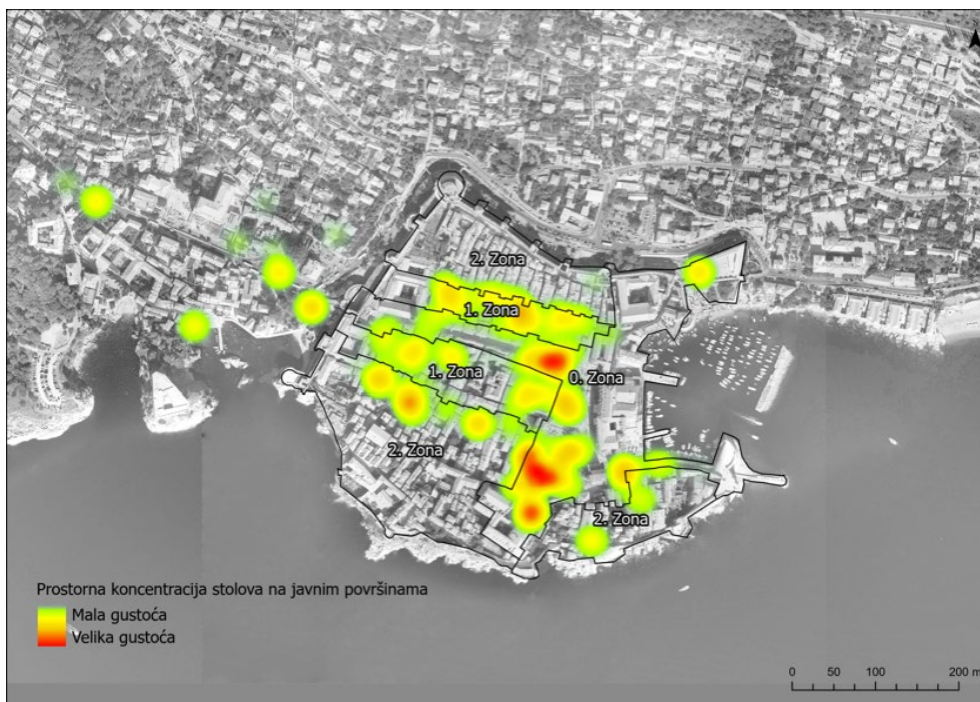 2. Zona
1. Zona
1. Zona
0. Zona
2. Zona
2. Zona
Prostorna koncentracija stolova na javnim površinama
Mala gustoća
Velika gustoća
0 50 100 200 m